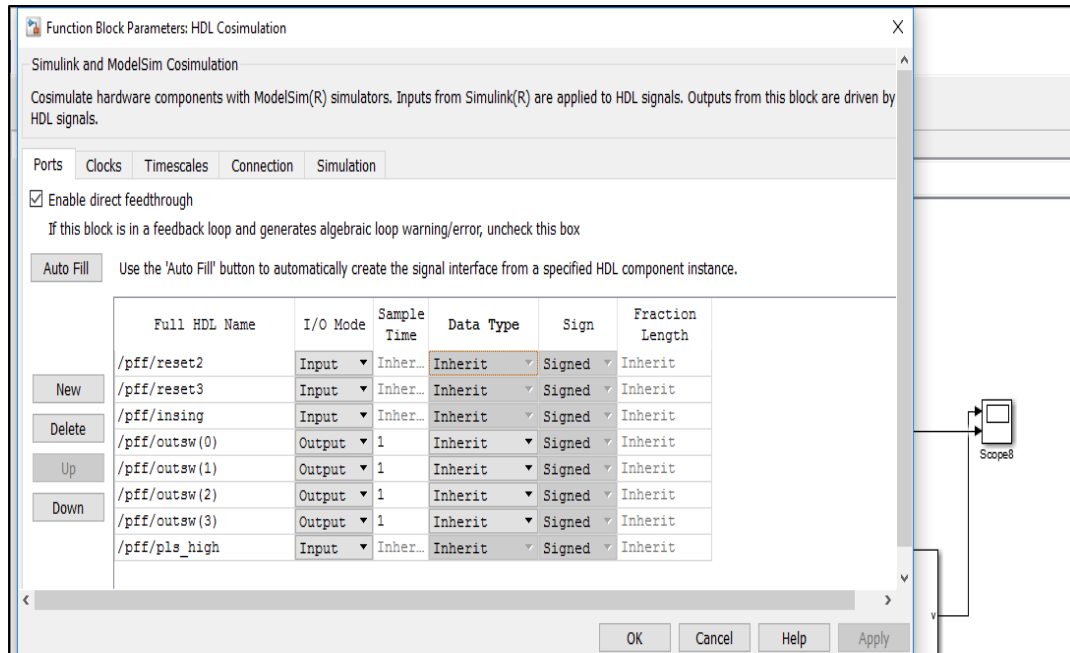 Function Block Parameters: HDL Cosimulation X
Simulink and ModelSim Cosimulation
Cosimulate hardware components with ModelSim(R) simulators. Inputs from Simulink(R) are applied to HDL signals. Outputs from this block are driven by
HDL signals.
Ports Clocks Timescales Connection Simulation
Enable direct feedthrough
If this block is in a feedback loop and generates algebraic loop warning/error, uncheck this box
Auto Fill Use the 'Auto Fill' button to automatically create the signal interface from a specified HDL component instance.
Full HDL Name I/O Mode Sample Time Data Type Sign Fraction Length
/pff/reset2 Input Inher... Inherit Signed Inherit
New /pff/reset3 Input Inher... Inherit Signed Inherit
/pff/insing Input Inher... Inherit Signed Inherit
Delete /pff/outsw(0) Output 1 Inherit Signed Inherit
Up /pff/outsw(1) Output 1 Inherit Signed Inherit
/pff/outsw(2) Output 1 Inherit Signed Inherit
Down /pff/outsw(3) Output 1 Inherit Signed Inherit
/pff/pls_high Input Inher... Inherit Signed Inherit
OK Cancel Help Apply
Scope8
v